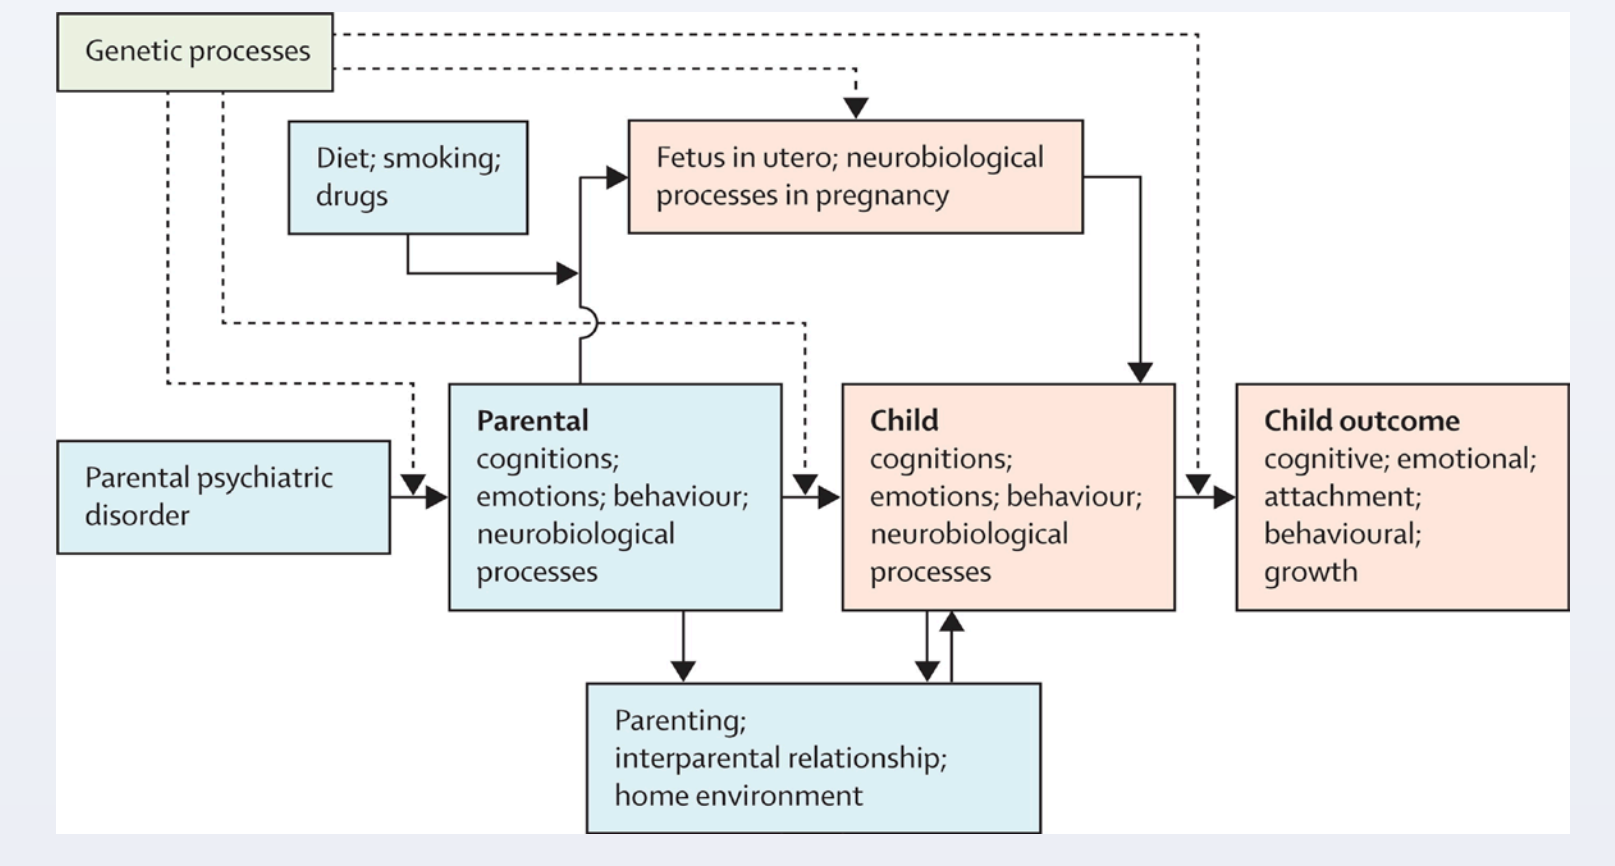 Genetic processes
Diet; smoking;
drugs
Fetus in utero; neurobiological
processes in pregnancy
Parental psychiatric
disorder
Parental
cognitions;
emotions; behaviour;
neurobiological
processes
Child
cognitions;
emotions; behaviour;
neurobiological
processes
Child outcome
cognitive; emotional;
attachment;
behavioural;
growth
Parenting;
interparental relationship;
home environment